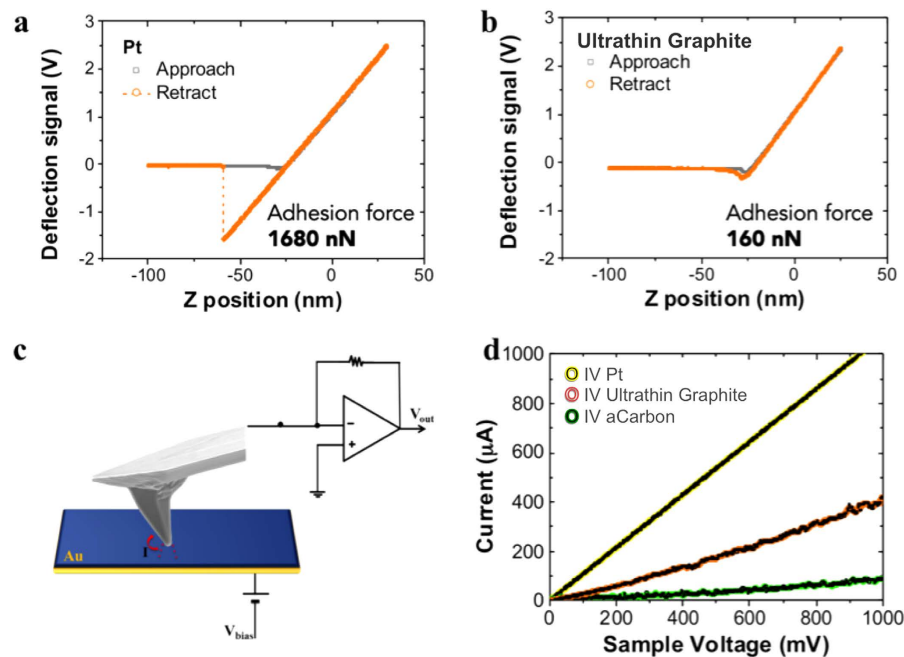 a
Pt
Approach
Retract
Adhesion force
1680 nN
Deflection signal (V)
3
2
1
0
-1
-2
-100
-50
0
50
Z position (nm)
b
Ultrathin Graphite
Approach
Retract
Adhesion force
160 nN
Deflection signal (V)
3
2
1
0
-1
-2
-100
-50
0
50
Z position (nm)
c
Vout
-
+
I
Au
Vbias
d
IV Pt
IV Ultrathin Graphite
IV aCarbon
Current (μA)
1000
800
600
400
200
0
0
200
400
600
800
1000
Sample Voltage (mV)